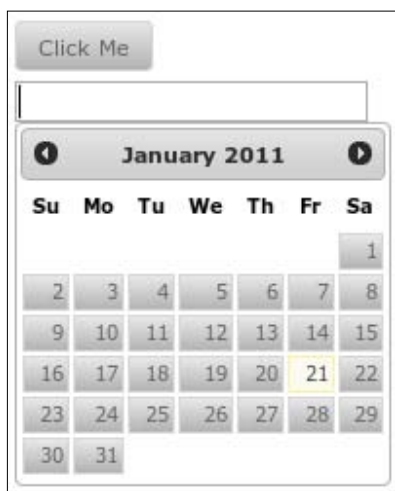 Click Me
January 2011
Su Mo Tu We Th Fr Sa
1
2 3 4 5 6 7 8
9 10 11 12 13 14 15
16 17 18 19 20 21 22
23 24 25 26 27 28 29
30 31